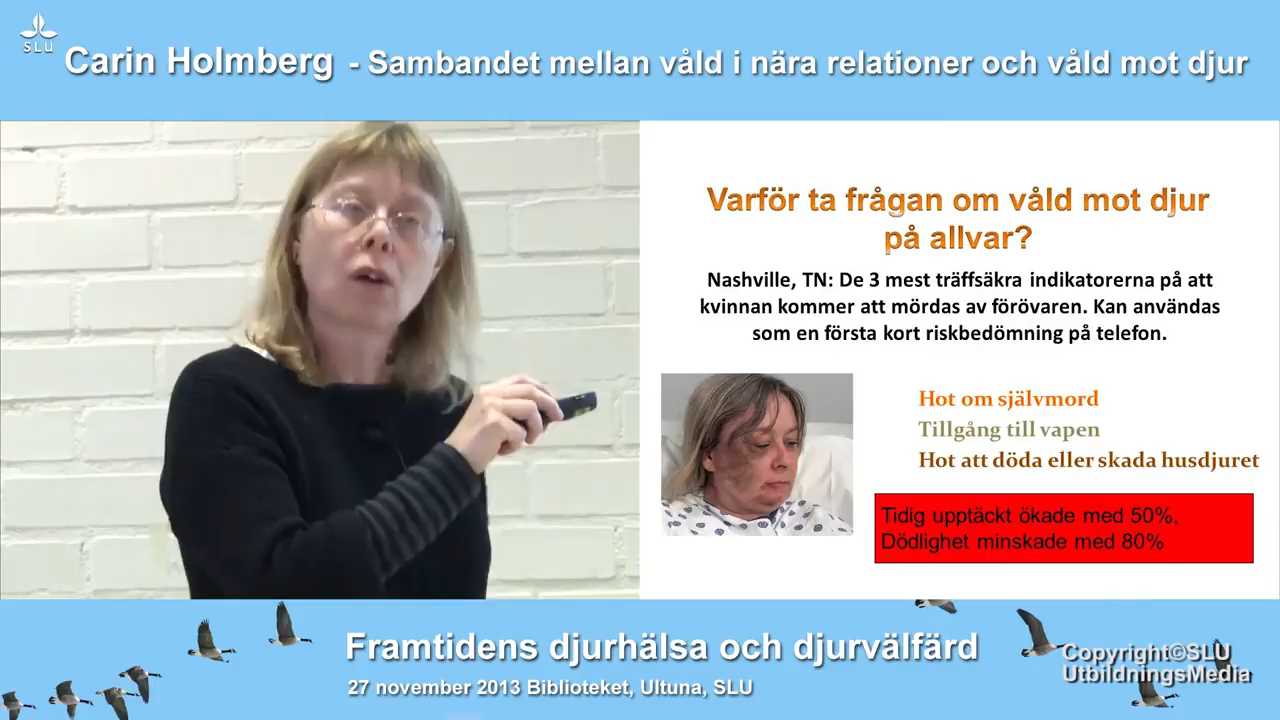 SLU
Carin Holmberg - Sambandet mellan våld i nära relationer och våld mot djur
Varför ta frågan om våld mot djur
på allvar?
Nashville, TN: De 3 mest träffsäkra indikatorerna på att
kvinnan kommer att mördas av förövaren. Kan användas
som en första kort riskbedömning på telefon.
Hot om självmord
Tillgång till vapen
Hot att döda eller skada husdjuret
Tidig upptäckt ökade med 50%,
Dödlighet minskade med 80%
Framtidens djurhälsa och djurvälfärd
27 november 2013 Biblioteket, Ultuna, SLU
Copyright©SLU
UtbildningsMedia